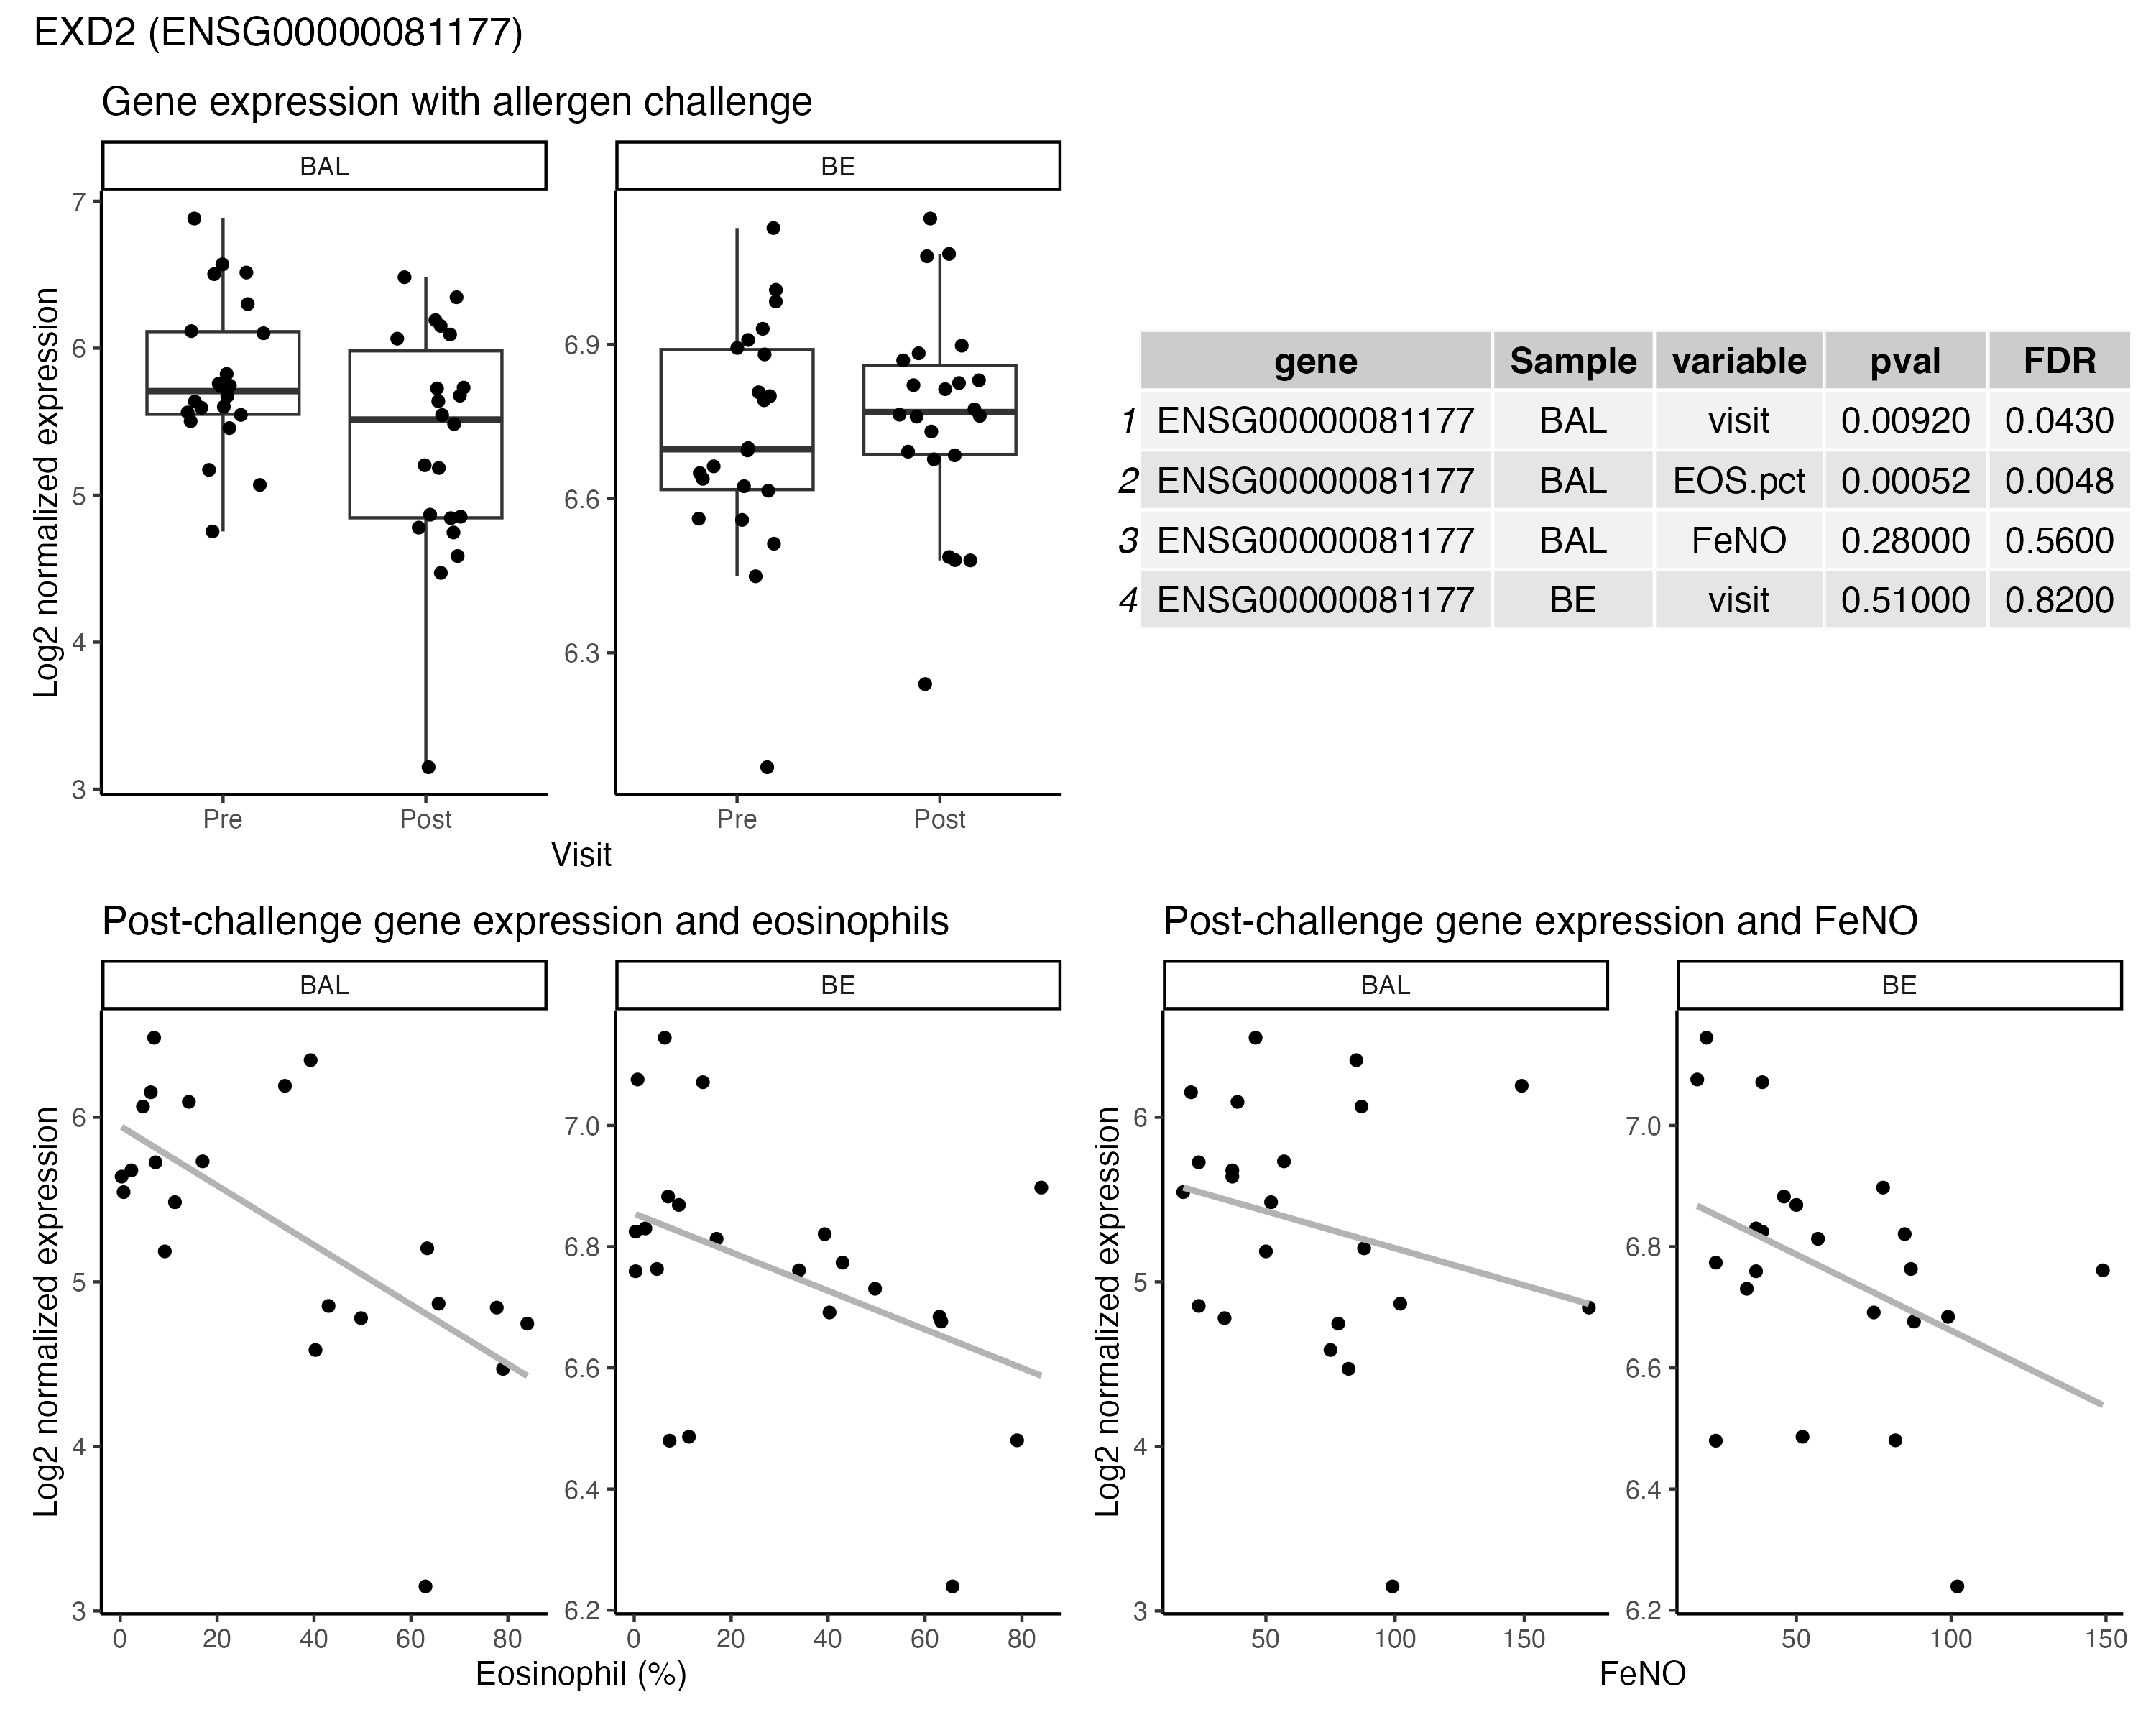 EXD2 (ENSG00000081177)
Gene expression with allergen challenge
BAL
BE
Log2 normalized expression
7
6
5
4
3
6.9
6.6
6.3
Pre
Post
Pre
Post
Visit
gene Sample variable pval FDR
1 ENSG00000081177 BAL visit 0.00920 0.0430
2 ENSG00000081177 BAL EOS.pct 0.00052 0.0048
3 ENSG00000081177 BAL FeNO 0.28000 0.5600
4 ENSG00000081177 BE visit 0.51000 0.8200
Post-challenge gene expression and eosinophils
BAL
BE
Log2 normalized expression
6
5
4
3
7.0
6.8
6.6
6.4
6.2
0 20 40 60 80
0 20 40 60 80
Eosinophil (%)
Post-challenge gene expression and FeNO
BAL
BE
Log2 normalized expression
6
5
4
3
7.0
6.8
6.6
6.4
6.2
50 100 150
50 100 150
FeNO